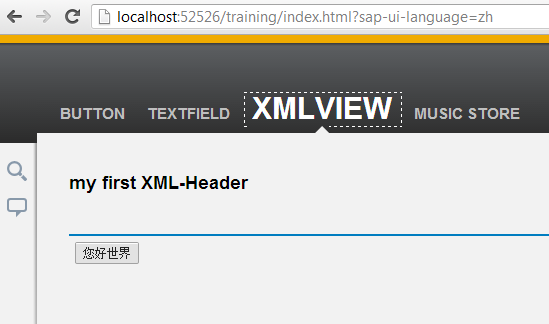 localhost:52526/training/index.html?sap-ui-language=zh
BUTTON TEXTFIELD XMLVIEW MUSIC STORE
my first XML-Header
您好世界